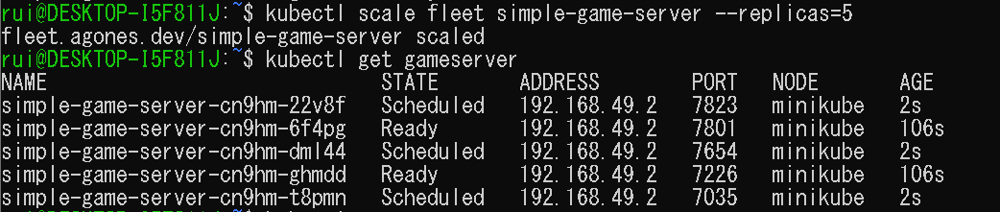 rui@DESKTOP-I5F811J:~$ kubectl scale fleet simple-game-server --replicas=5
fleet.agones.dev/simple-game-server scaled
rui@DESKTOP-I5F811J:~$ kubectl get gameserver
NAME STATE ADDRESS PORT NODE AGE
simple-game-server-cn9hm-22v8f Scheduled 192.168.49.2 7823 minikube 2s
simple-game-server-cn9hm-6f4pg Ready 192.168.49.2 7801 minikube 106s
simple-game-server-cn9hm-dml44 Scheduled 192.168.49.2 7654 minikube 2s
simple-game-server-cn9hm-ghmdd Ready 192.168.49.2 7226 minikube 106s
simple-game-server-cn9hm-t8pmn Scheduled 192.168.49.2 7035 minikube 2s